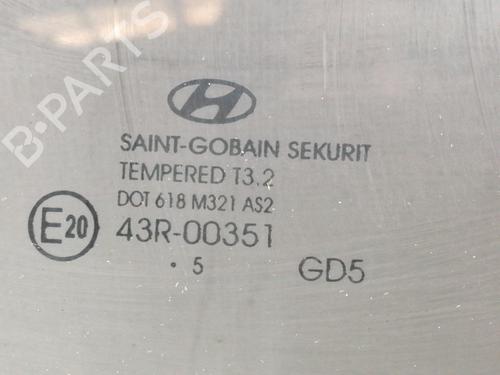 B-PARTS
SAINT-GOBAIN SEKURIT
TEMPERED T3.2
DOT 618 M321 AS2
E20 43R-00351
. 5 GD5